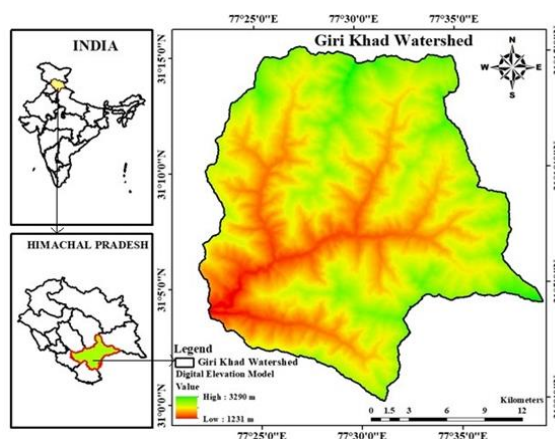 INDIA
HIMACHAL PRADESH
77°25'0"E 77°30'0"E 77°35'0"E
Giri Khad Watershed
N
W E
S
31°15'0"N
31°10'0"N
31°5'0"N
31°0'0"N
Legend
Giri Khad Watershed
Digital Elevation Model
Value
High : 3290 m
Low : 1231 m
Kilometers
0 1.5 3 6 9 12
77°25'0"E 77°30'0"E 77°35'0"E